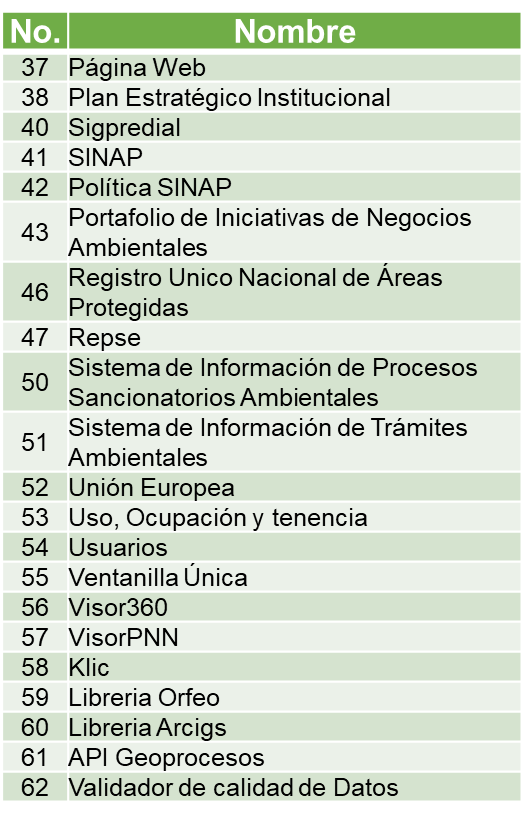 No. Nombre
37 Página Web
38 Plan Estratégico Institucional
40 Sigpredial
41 SINAP
42 Política SINAP
43 Portafolio de Iniciativas de Negocios
Ambientales
46 Registro Unico Nacional de Áreas
Protegidas
47 Repse
50 Sistema de Información de Procesos
Sancionatorios Ambientales
51 Sistema de Información de Trámites
Ambientales
52 Unión Europea
53 Uso, Ocupación y tenencia
54 Usuarios
55 Ventanilla Única
56 Visor360
57 VisorPNN
58 Klic
59 Libreria Orfeo
60 Libreria Arcigs
61 API Geoprocesos
62 Validador de calidad de Datos